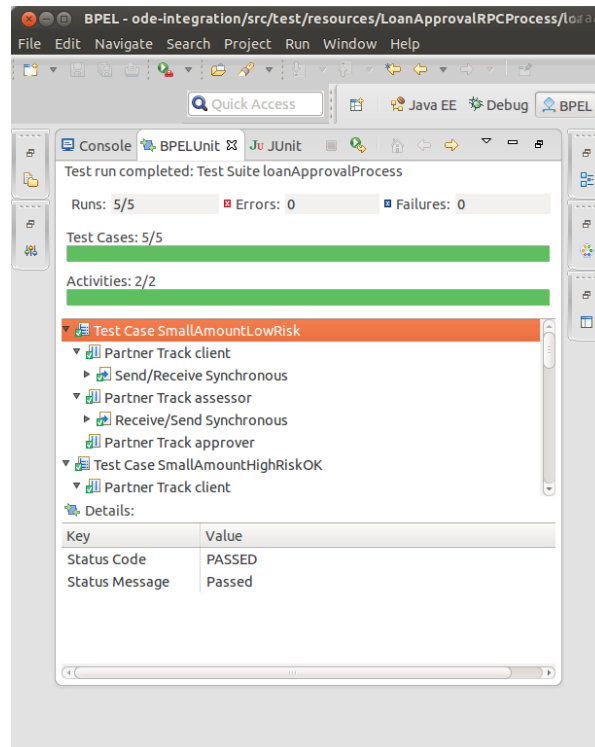 BPEL - ode-integration/src/test/resources/LoanApprovalRPCProcess/
File Edit Navigate Search Project Run Window Help
Quick Access Java EE Debug BPEL
Console BPELUnit JU JUnit
Test run completed: Test Suite loanApprovalProcess
Runs: 5/5 Errors: 0 Failures: 0
Test Cases: 5/5
Activities: 2/2
Test Case SmallAmountLowRisk
Partner Track client
Send/Receive Synchronous
Partner Track assessor
Receive/Send Synchronous
Partner Track approver
Test Case SmallAmountHighRiskOK
Partner Track client
Details:
Key Value
Status Code PASSED
Status Message Passed